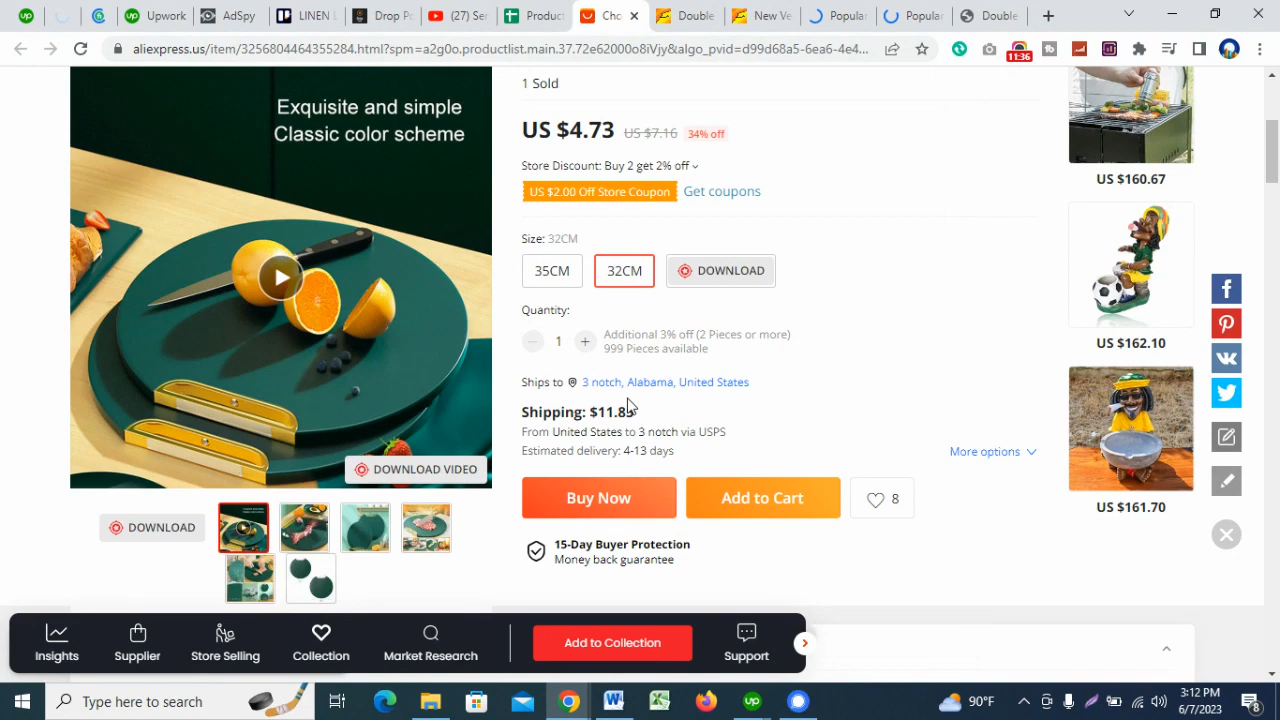 Upwork
AdSpy
LINEN L
Drop Po
(27) Ser
Product
Cho
Double
New Ve
Popular
Popular
Double
aliexpress.us/item/3256804464355284.html?spm=a2g0o.productlist.main.37.72e62000o8iVjy&algo_pvid=d99d68a5-6ea6-4e4...
11:36
Exquisite and simple
Classic color scheme
1 Sold
US $4.73 US $7.16 34% off
Store Discount: Buy 2 get 2% off
US $2.00 Off Store Coupon Get coupons
Size: 32CM
35CM 32CM DOWNLOAD
Quantity:
1
Additional 3% off (2 Pieces or more)
999 Pieces available
Ships to 3 notch, Alabama, United States
Shipping: $11.8
From United States to 3 notch via USPS
Estimated delivery: 4-13 days
More options
Buy Now
Add to Cart
8
15-Day Buyer Protection
Money back guarantee
DOWNLOAD VIDEO
DOWNLOAD
US $160.67
US $162.10
US $161.70
Insights
Supplier
Store Selling
Collection
Market Research
Add to Collection
Support
Type here to search
90°F
3:12 PM
6/7/2023
8